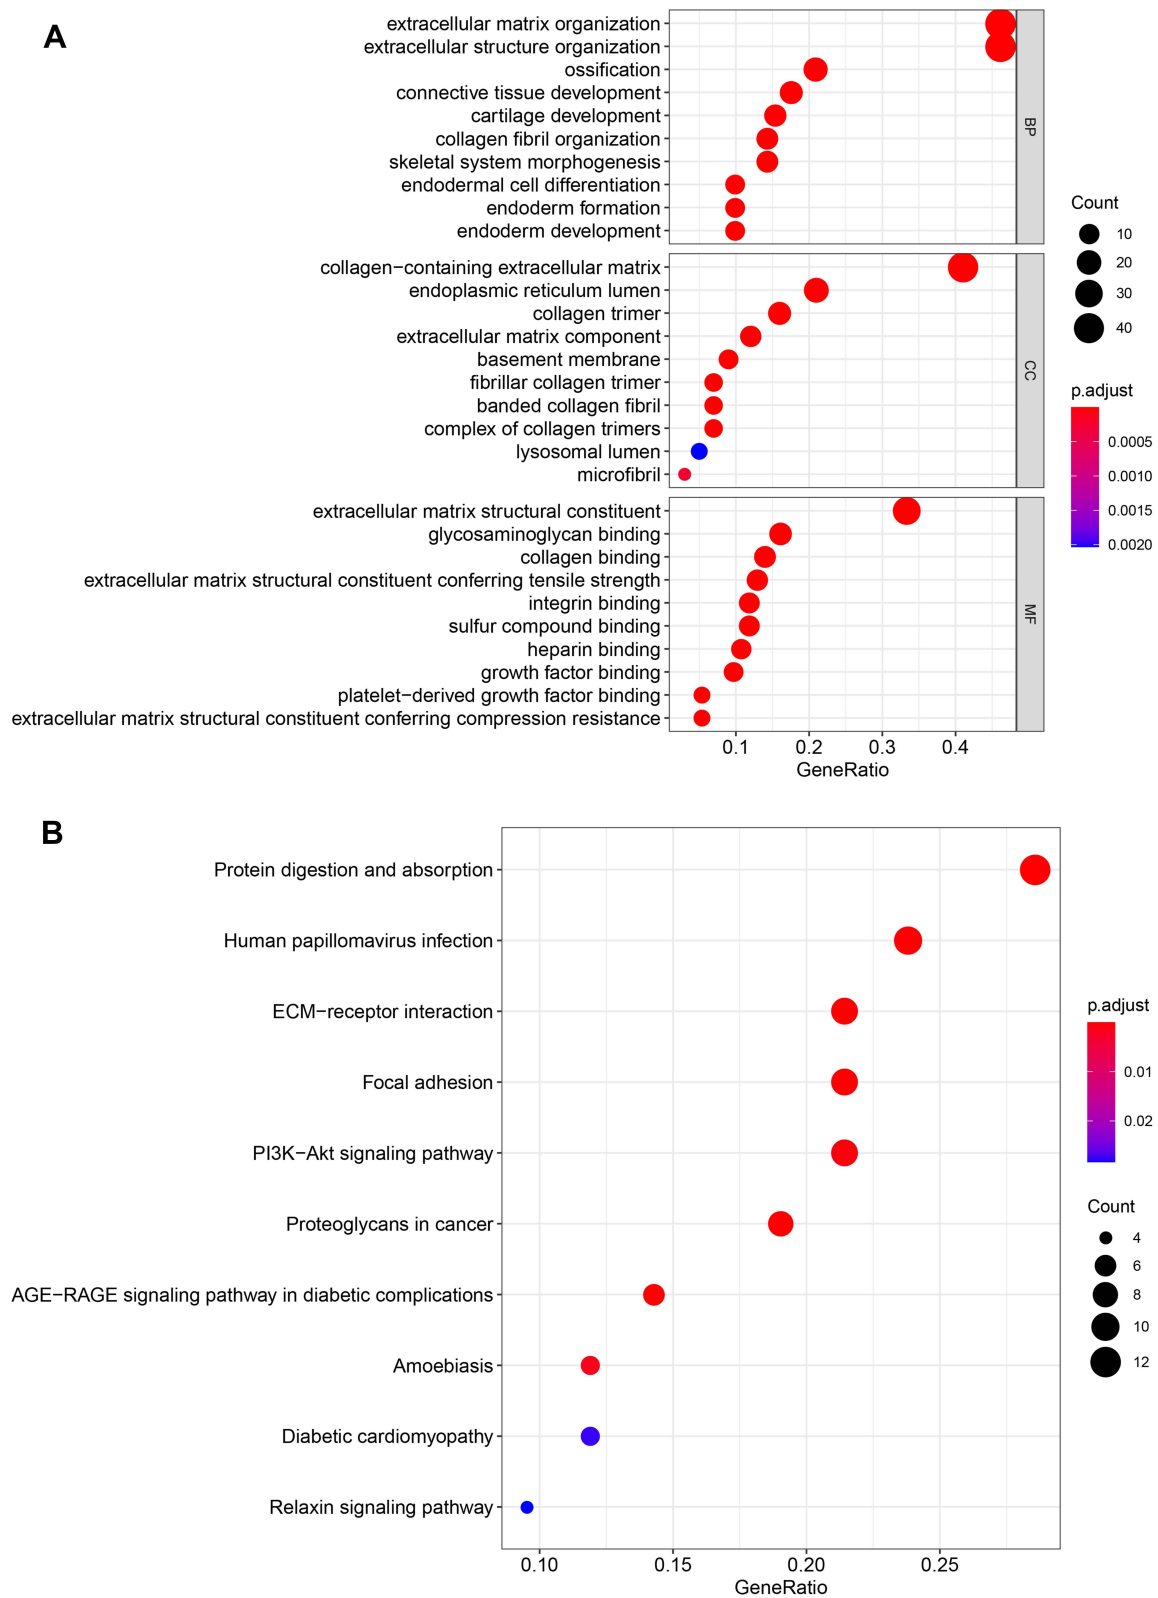 A
extracellular matrix organization
extracellular structure organization
ossification
connective tissue development
cartilage development
collagen fibril organization
skeletal system morphogenesis
endodermal cell differentiation
endoderm formation
endoderm development
BP
collagen−containing extracellular matrix
endoplasmic reticulum lumen
collagen trimer
extracellular matrix component
basement membrane
fibrillar collagen trimer
banded collagen fibril
complex of collagen trimers
lysosomal lumen
microfibril
CC
extracellular matrix structural constituent
glycosaminoglycan binding
collagen binding
extracellular matrix structural constituent conferring tensile strength
integrin binding
sulfur compound binding
heparin binding
growth factor binding
platelet−derived growth factor binding
extracellular matrix structural constituent conferring compression resistance
MF
0.1 0.2 0.3 0.4
GeneRatio
Count
10
20
30
40
p.adjust
0.0005
0.0010
0.0015
0.0020
B
Protein digestion and absorption
Human papillomavirus infection
ECM−receptor interaction
Focal adhesion
PI3K−Akt signaling pathway
Proteoglycans in cancer
AGE−RAGE signaling pathway in diabetic complications
Amoebiasis
Diabetic cardiomyopathy
Relaxin signaling pathway
0.10 0.15 0.20 0.25
GeneRatio
p.adjust
0.01
0.02
Count
4
6
8
10
12